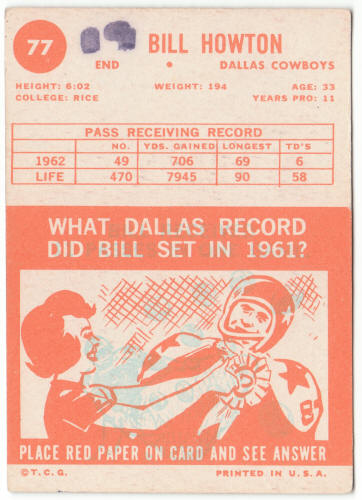 77
BILL HOWTON
END • DALLAS COWBOYS
HEIGHT: 6:02 WEIGHT: 194 AGE: 33
COLLEGE: RICE YEARS PRO: 11
PASS RECEIVING RECORD
NO. YDS. GAINED LONGEST TD'S
1962 49 706 69 6
LIFE 470 7945 90 58
WHAT DALLAS RECORD
DID BILL SET IN 1961?
PLACE RED PAPER ON CARD AND SEE ANSWER
©T.C.G. PRINTED IN U.S.A.